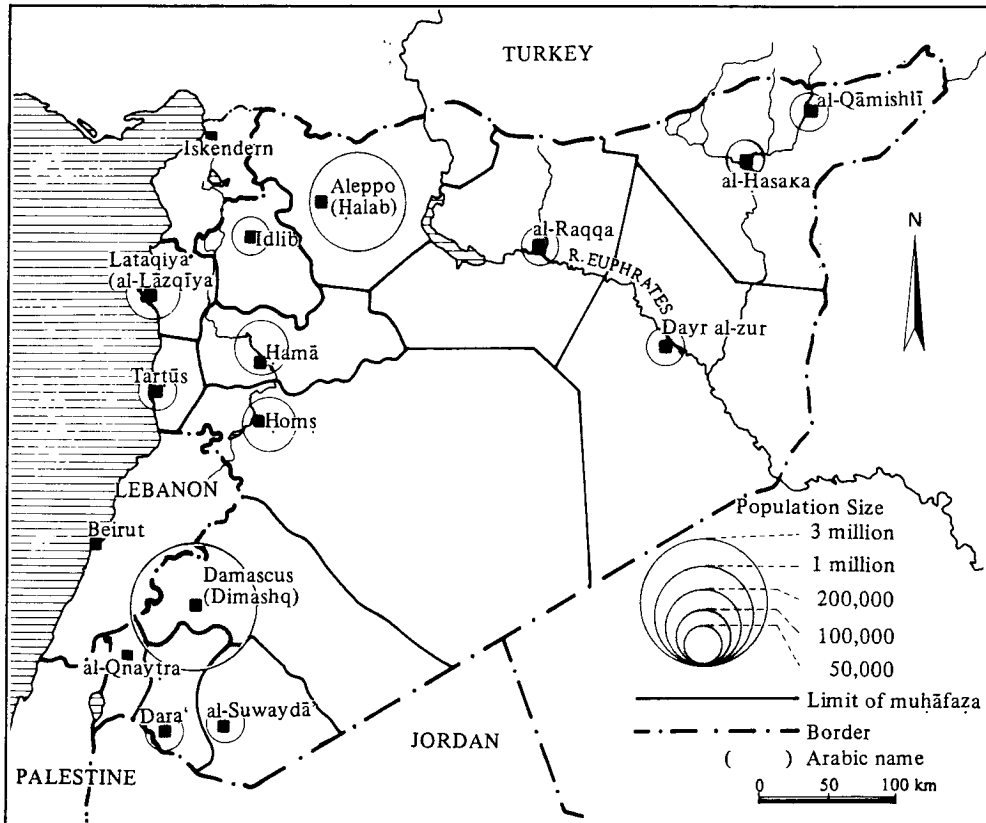 TURKEY
al-Qāmishlī
Iskendern
al-Hasaka
Aleppo
(Halab)
N
Idlib
al-Raqqa
Lataqiya
(al-Lāzqīya
R. EUPHRATES
Dayr al-zur
Hamā
Tartūs
Homs
LEBANON
Beirut
Damascus
(Dimashq)
al-Qnaytra
al-Suwaydā'
Dara'
JORDAN
PALESTINE
Population Size
3 million
1 million
200,000
100,000
50,000
Limit of muḥāfaẓa
Border
( ) Arabic name
0 50 100 km